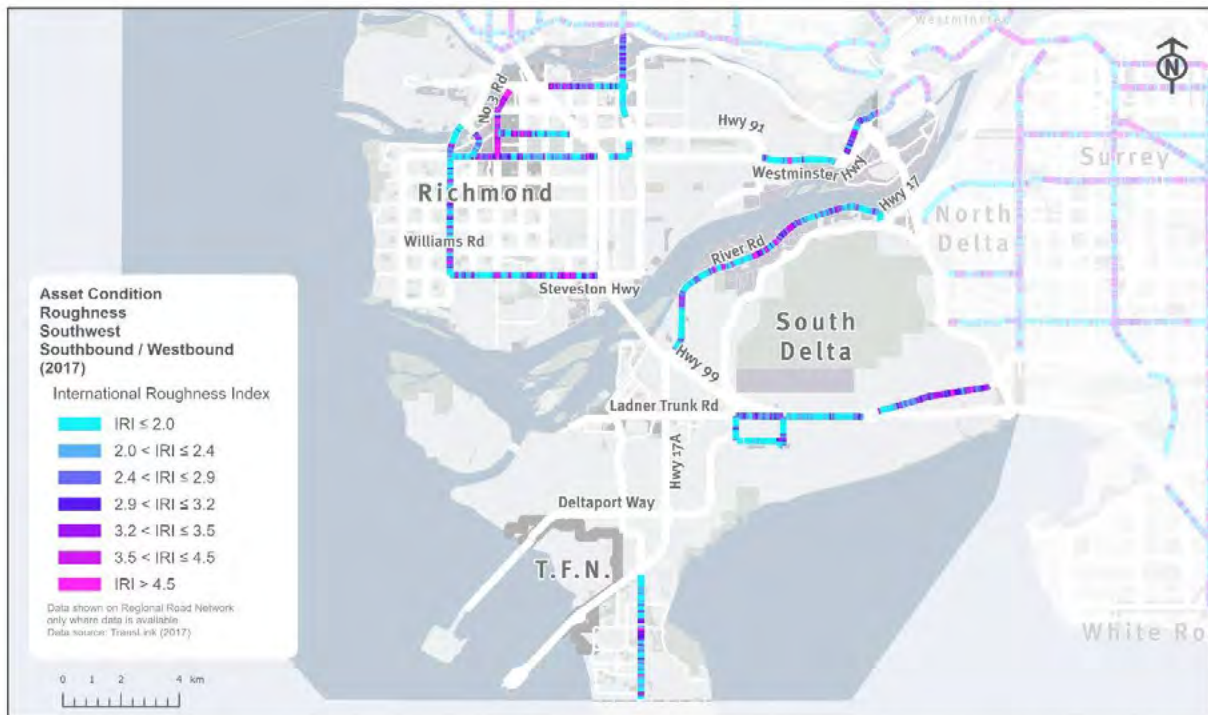 Westminster
N
No 3 Rd
Hwy 91
Surrey
Westminster Hwy
Richmond
Hwy 17
North
Delta
Williams Rd
River Rd
Steveston Hwy
South
Delta
Hwy 99
Ladner Trunk Rd
Hwy 17A
Deltaport Way
T.F.N.
White Ro
Asset Condition
Roughness
Southwest
Southbound / Westbound
(2017)
International Roughness Index
IRI ≤ 2.0
2.0 < IRI ≤ 2.4
2.4 < IRI ≤ 2.9
2.9 < IRI ≤ 3.2
3.2 < IRI ≤ 3.5
3.5 < IRI ≤ 4.5
IRI > 4.5
Data shown on Regional Road Network
only where data is available
Data source: TransLink (2017)
0 2 4 km